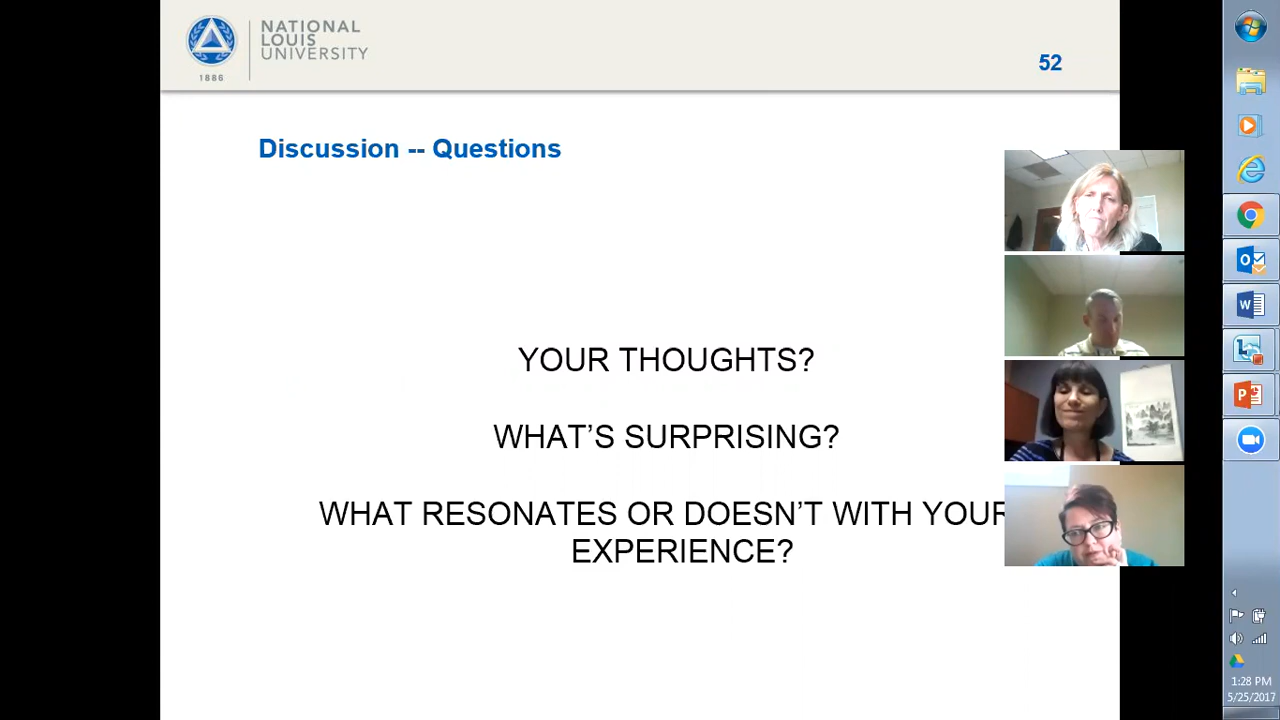 NATIONAL
LOUIS
UNIVERSITY
1886
52
Discussion -- Questions
YOUR THOUGHTS?
WHAT'S SURPRISING?
WHAT RESONATES OR DOESN'T WITH YOUR
EXPERIENCE?
1:28 PM
5/25/2017